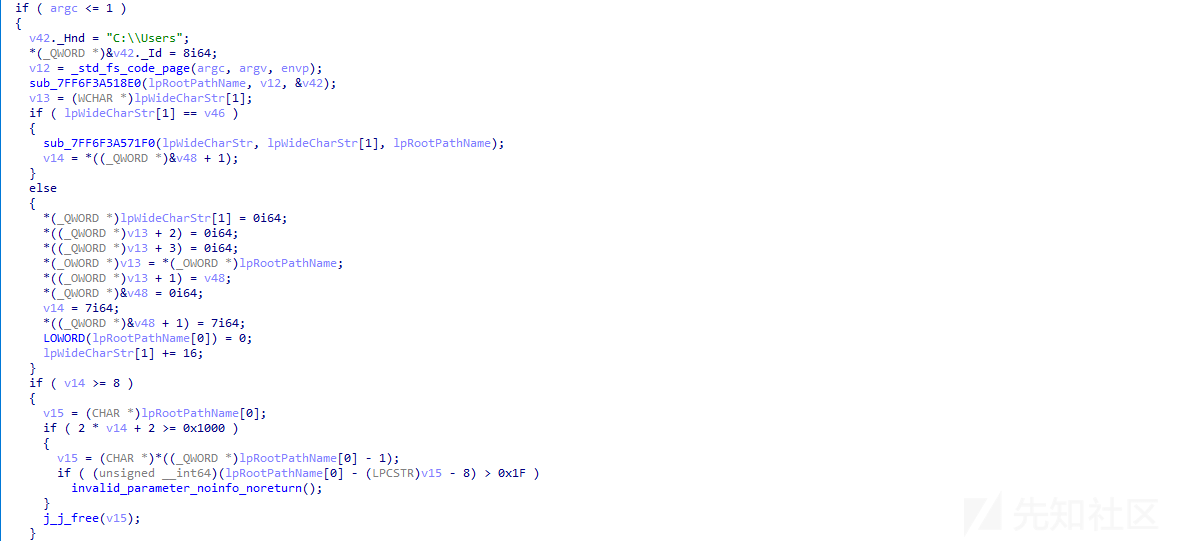 if ( argc <= 1 )
{
v42._Hnd = "C:\\Users";
*(_QWORD *)&v42._Id = 8i64;
v12 = _std_fs_code_page(argc, argv, envp);
sub_7FF6F3A518E0(lpRootPathName, v12, &v42);
v13 = (WCHAR *)lpWideCharStr[1];
if ( lpWideCharStr[1] == v46 )
{
sub_7FF6F3A571F0(lpWideCharStr, lpWideCharStr[1], lpRootPathName);
v14 = *((_QWORD *)&v48 + 1);
}
else
{
*(_QWORD *)lpWideCharStr[1] = 0i64;
*((_QWORD *)v13 + 2) = 0i64;
*((_QWORD *)v13 + 3) = 0i64;
*(_OWORD *)v13 = *(_OWORD *)lpRootPathName;
*((_OWORD *)v13 + 1) = v48;
*(_QWORD *)&v48 = 0i64;
v14 = 7i64;
*((_QWORD *)&v48 + 1) = 7i64;
LOWORD(lpRootPathName[0]) = 0;
lpWideCharStr[1] += 16;
}
if ( v14 >= 8 )
{
v15 = (CHAR *)lpRootPathName[0];
if ( 2 * v14 + 2 >= 0x1000 )
{
v15 = (CHAR *)*((_QWORD *)lpRootPathName[0] - 1);
if ( (unsigned __int64)(lpRootPathName[0] - (LPCSTR)v15 - 8) > 0x1F )
invalid_parameter_noinfo_noreturn();
}
j_j_free(v15);
}
先知社区